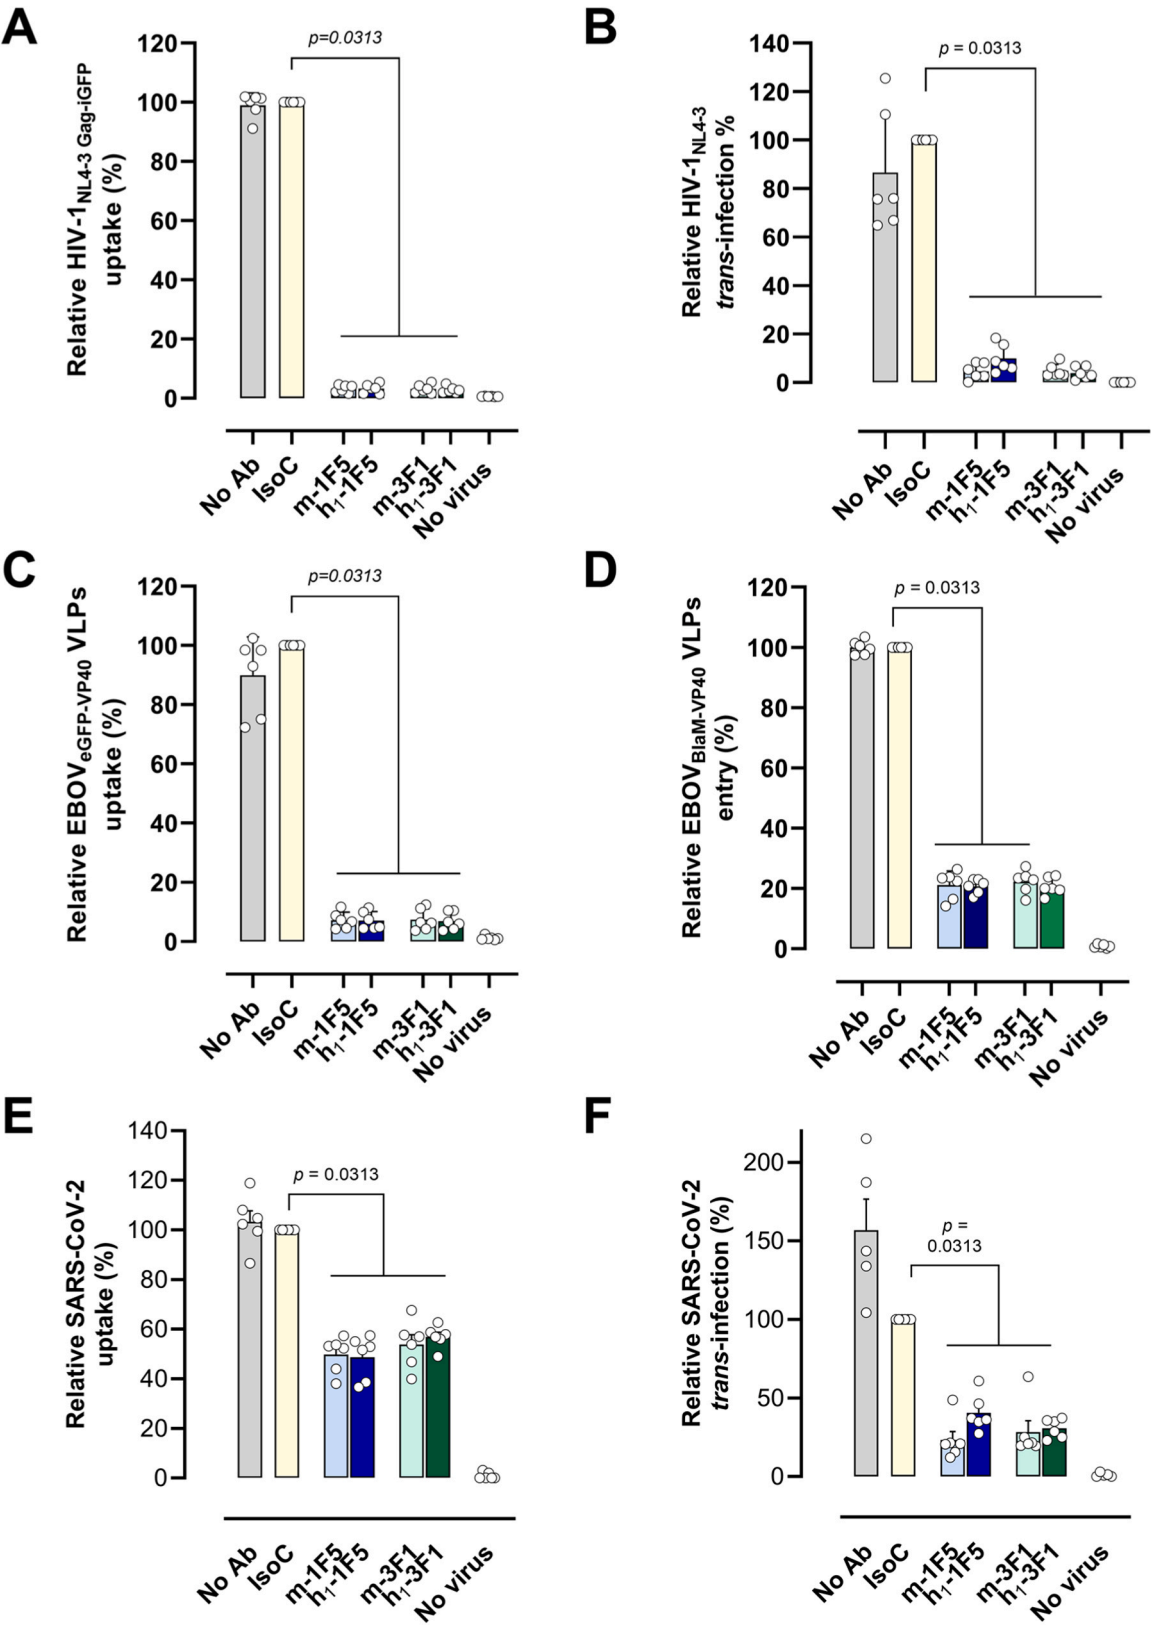 A
Relative HIV-1NL4-3 Gag-iGFP
uptake (%)
120
100
80
60
40
20
0
p=0.0313
No Ab
IsoC
m-1F5
h1-1F5
m-3F1
h1-3F1
No virus
B
Relative HIV-1NL4-3
trans-infection %
140
120
100
80
60
40
20
0
p = 0.0313
No Ab
IsoC
m-1F5
h1-1F5
m-3F1
h1-3F1
No virus
C
Relative EBOVeGFP-VP40 VLPs
uptake (%)
120
100
80
60
40
20
0
p=0.0313
No Ab
IsoC
m-1F5
h1-1F5
m-3F1
h1-3F1
No virus
D
Relative EBOVBlaM-VP40 VLPs
entry (%)
120
100
80
60
40
20
0
p = 0.0313
No Ab
IsoC
m-1F5
h1-1F5
m-3F1
h1-3F1
No virus
E
Relative SARS-CoV-2
uptake (%)
140
120
100
80
60
40
20
0
p = 0.0313
No Ab
IsoC
m-1F5
h1-1F5
m-3F1
h1-3F1
No virus
F
Relative SARS-CoV-2
trans-infection (%)
200
150
100
50
0
p =
0.0313
No Ab
IsoC
m-1F5
h1-1F5
m-3F1
h1-3F1
No virus